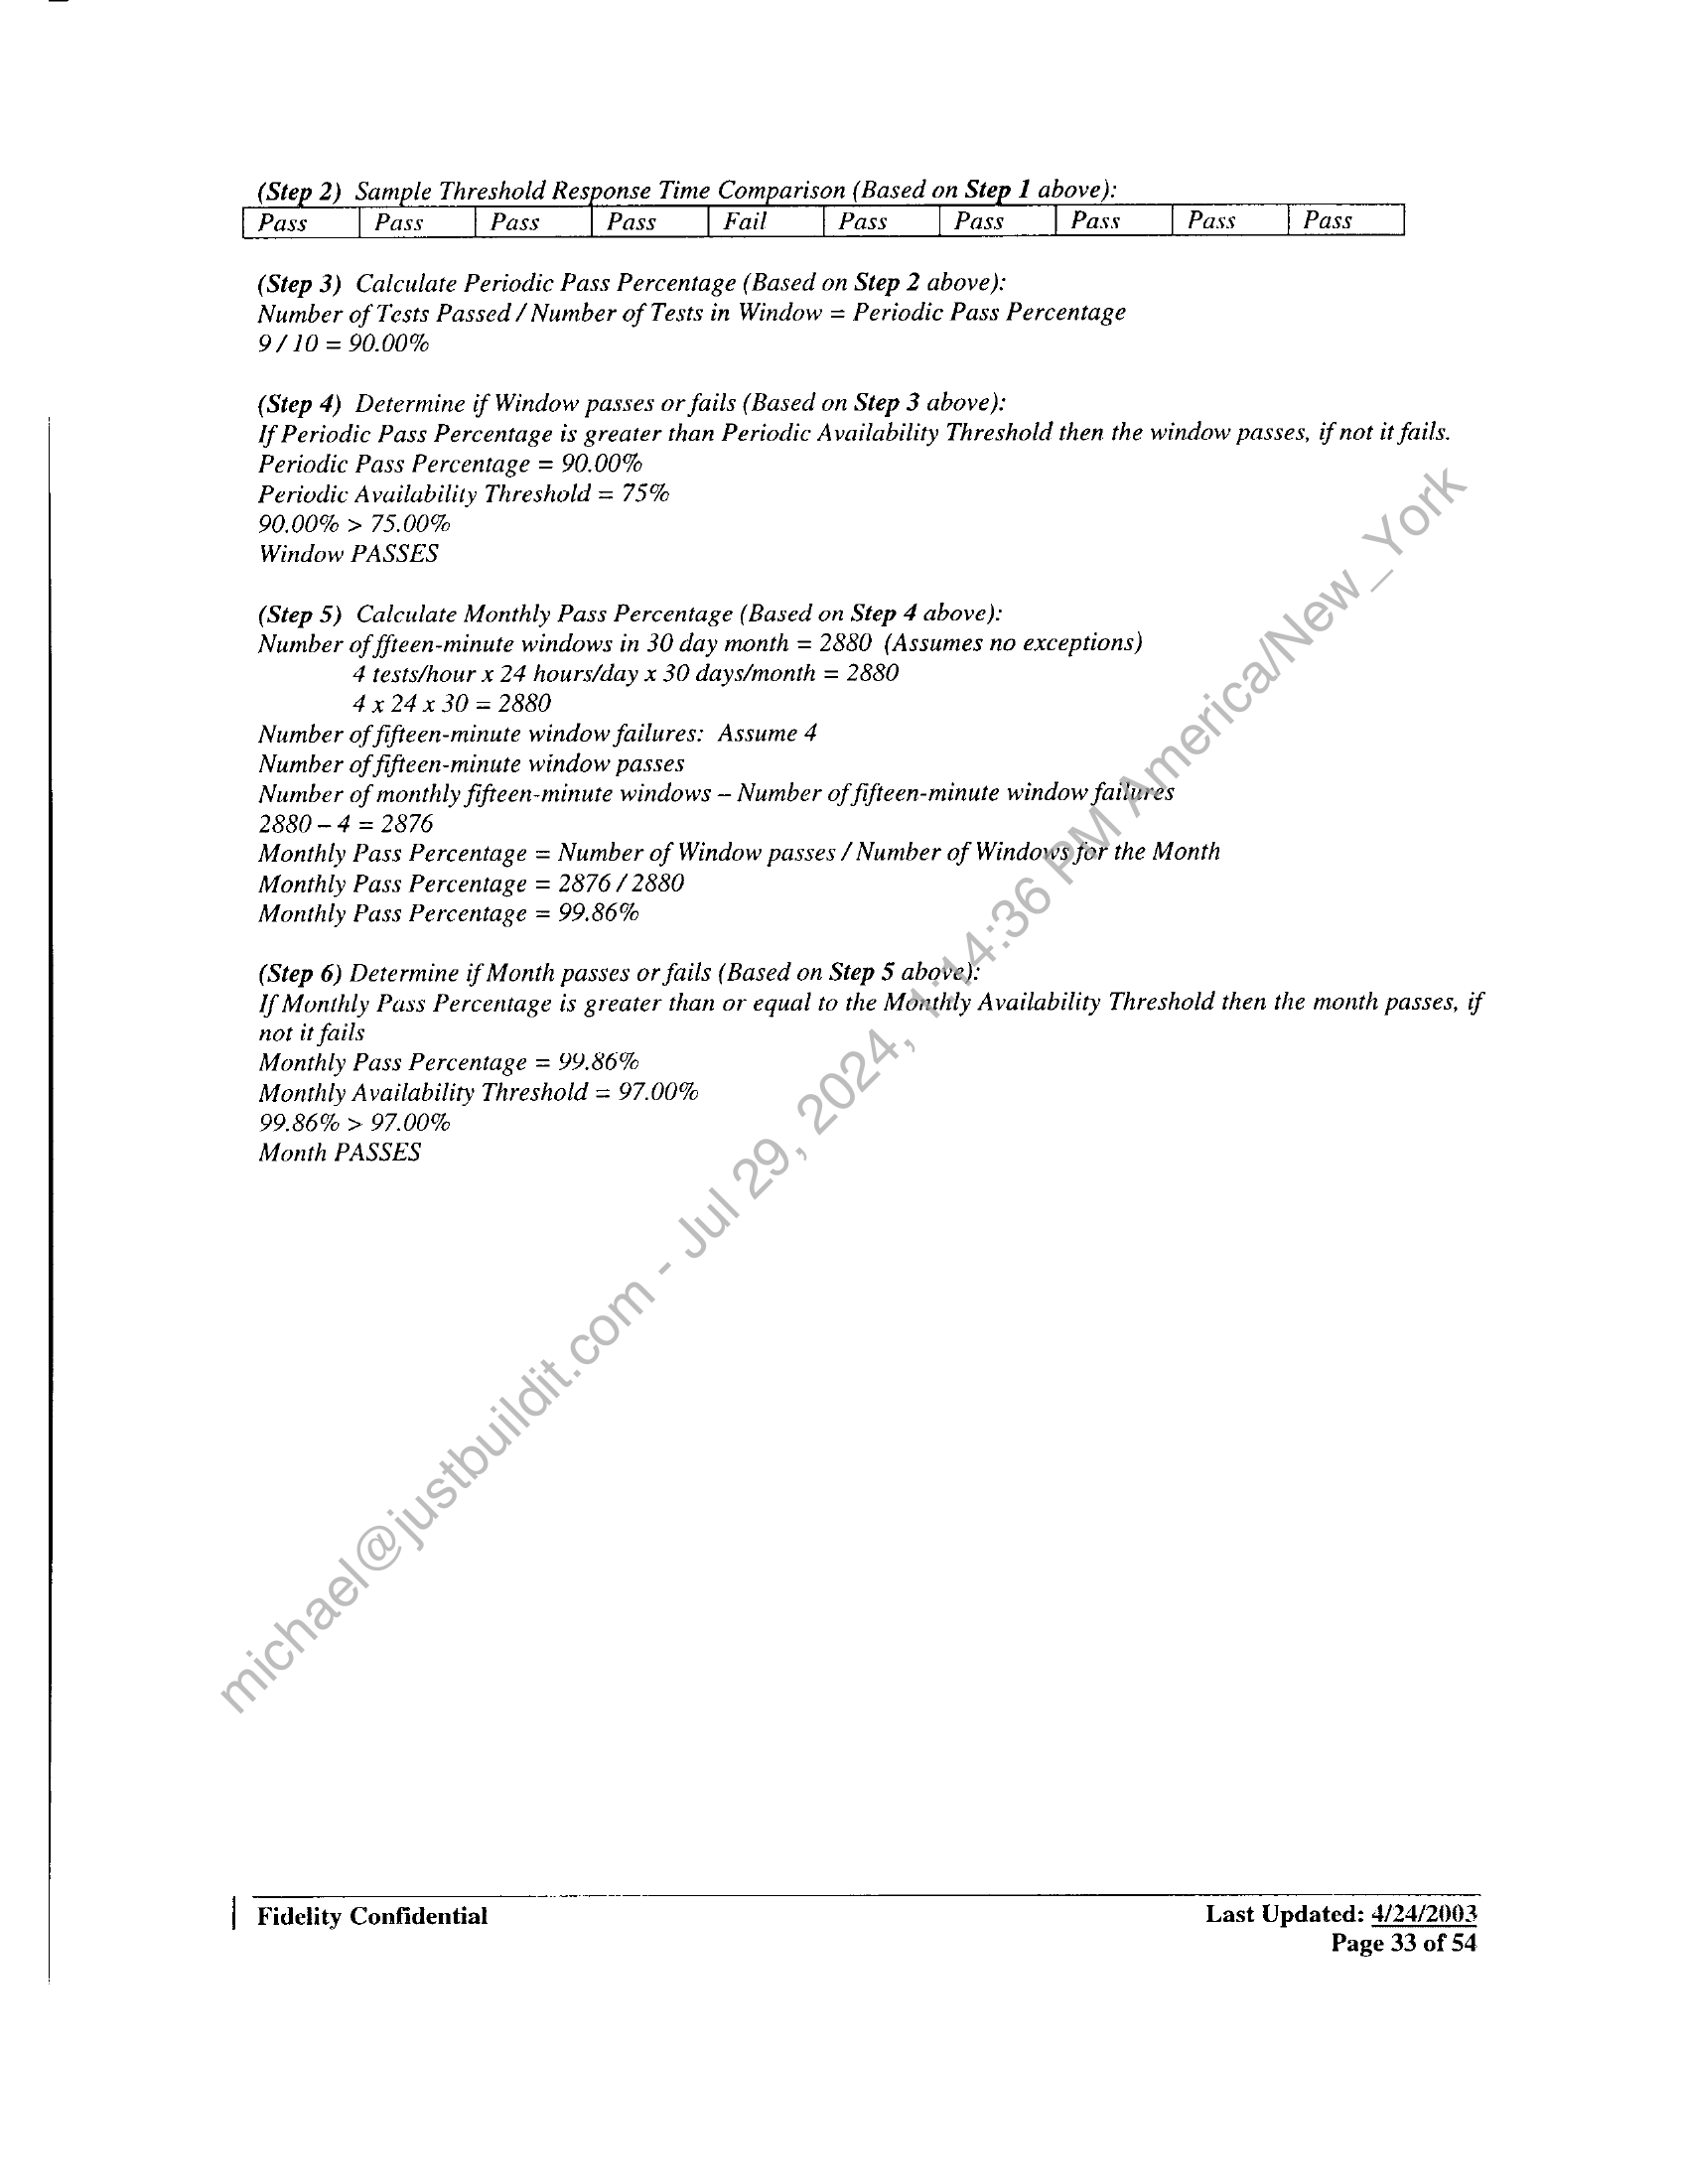 (Step 2) Sample Threshold Response Time Comparison (Based on Step 1 above):
Pass Pass Pass Pass Fail Pass Pass Pass Pass Pass
(Step 3) Calculate Periodic Pass Percentage (Based on Step 2 above):
Number of Tests Passed / Number of Tests in Window = Periodic Pass Percentage
9 / 10 = 90.00%
(Step 4) Determine if Window passes or fails (Based on Step 3 above):
If Periodic Pass Percentage is greater than Periodic Availability Threshold then the window passes, if not it fails.
Periodic Pass Percentage = 90.00%
Periodic Availability Threshold = 75%
90.00% > 75.00%
Window PASSES
(Step 5) Calculate Monthly Pass Percentage (Based on Step 4 above):
Number of ffteen-minute windows in 30 day month = 2880 (Assumes no exceptions)
4 tests/hour x 24 hours/day x 30 days/month = 2880
4 x 24 x 30 = 2880
Number of fifteen-minute window failures: Assume 4
Number of fifteen-minute window passes
Number of monthly fifteen-minute windows – Number of fifteen-minute window failures
2880 – 4 = 2876
Monthly Pass Percentage = Number of Window passes / Number of Windows for the Month
Monthly Pass Percentage = 2876 / 2880
Monthly Pass Percentage = 99.86%
(Step 6) Determine if Month passes or fails (Based on Step 5 above):
If Monthly Pass Percentage is greater than or equal to the Monthly Availability Threshold then the month passes, if
not it fails
Monthly Pass Percentage = 99.86%
Monthly Availability Threshold = 97.00%
99.86% > 97.00%
Month PASSES
michael@justbuildit.com - Jul 29, 2024, 1:14:36 PM America/New_York
Fidelity Confidential
Last Updated: 4/24/2003
Page 33 of 54